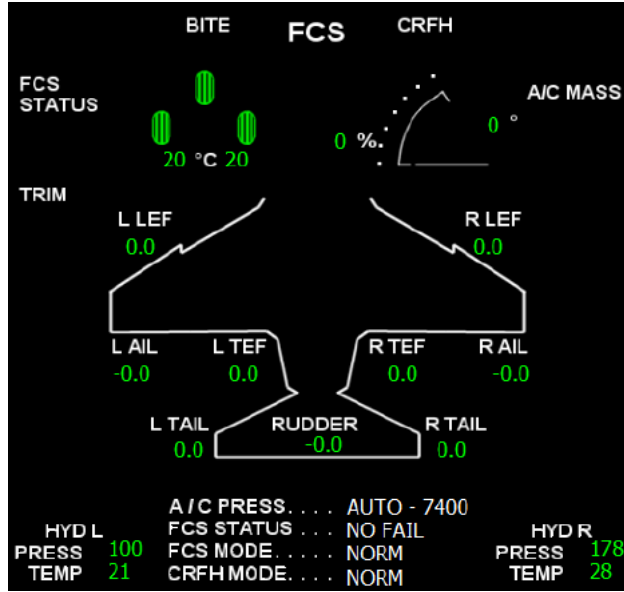 BITE FCS CRFH
FCS STATUS
A/C MASS
0 %
0 °
20 °C 20
TRIM
L LEF R LEF
0.0 0.0
L AIL L TEF R TEF R AIL
-0.0 0.0 0.0 -0.0
L TAIL RUDDER R TAIL
0.0 -0.0 0.0
A / C PRESS. . . . AUTO - 7400
HYD L FCS STATUS . . . NO FAIL HYD R
PRESS 100 FCS MODE. . . . NORM PRESS 178
TEMP 21 CRFH MODE. . . . NORM TEMP 28